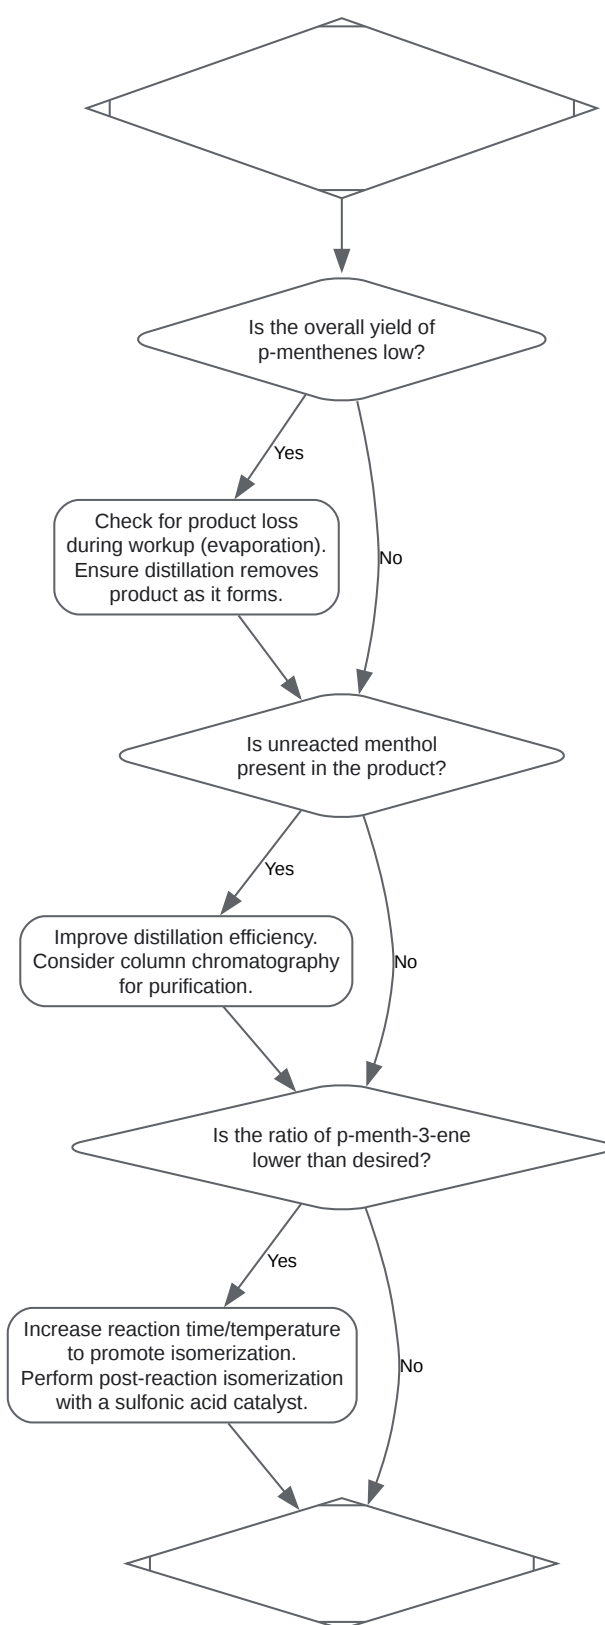 Is the overall yield of
p-menthenes low?
Yes
Check for product loss
during workup (evaporation).
Ensure distillation removes
product as it forms.
No
Is unreacted menthol
present in the product?
Yes
Improve distillation efficiency.
Consider column chromatography
for purification.
No
Is the ratio of p-menth-3-ene
lower than desired?
Yes
Increase reaction time/temperature
to promote isomerization.
Perform post-reaction isomerization
with a sulfonic acid catalyst.
No